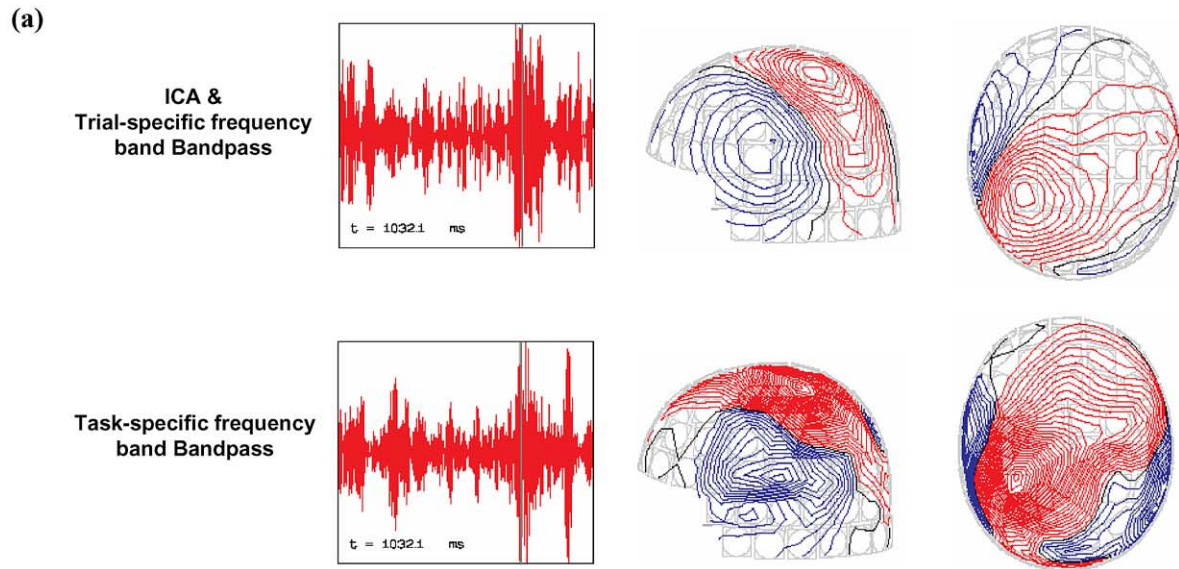 (a)
ICA &
Trial-specific frequency
band Bandpass
t = 1032.1 ms
Task-specific frequency
band Bandpass
t = 1032.1 ms